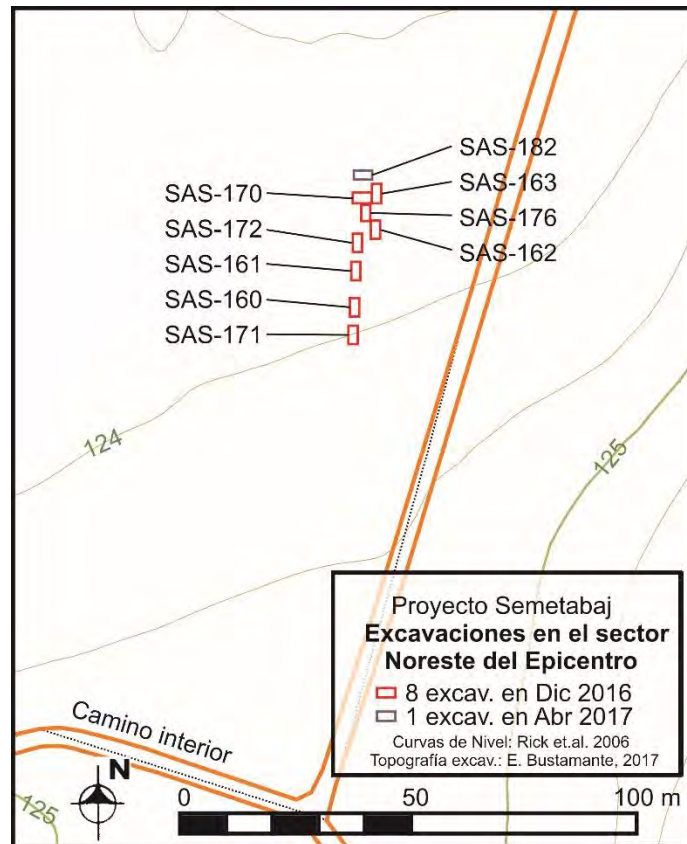 SAS-182
SAS-163
SAS-170
SAS-176
SAS-172
SAS-162
SAS-161
SAS-160
SAS-171
124
125
Proyecto Semetabaj
Excavaciones en el sector
Noreste del Epicentro
8 excav. en Dic 2016
1 excav. en Abr 2017
Curvas de Nivel: Rick et.al. 2006
Topografía excav.: E. Bustamante, 2017
Camino interior
N
0 50 100 m
125